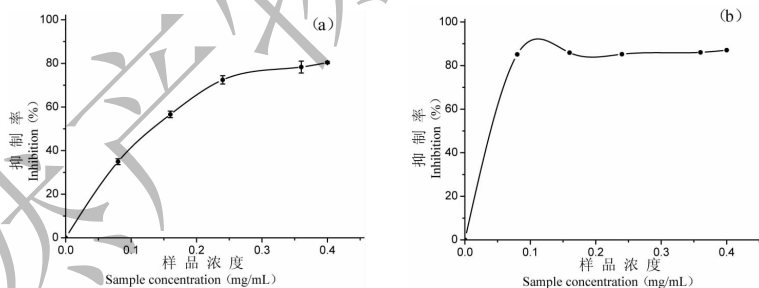 (a)
100
80
60
40
20
0
抑制率
Inhibition (%)
0.0 0.1 0.2 0.3 0.4
样品浓度
Sample concentration (mg/mL)
(b)
100
80
60
40
20
0
抑制率
Inhibition (%)
0.0 0.1 0.2 0.3 0.4
样品浓度
Sample concentration (mg/mL)